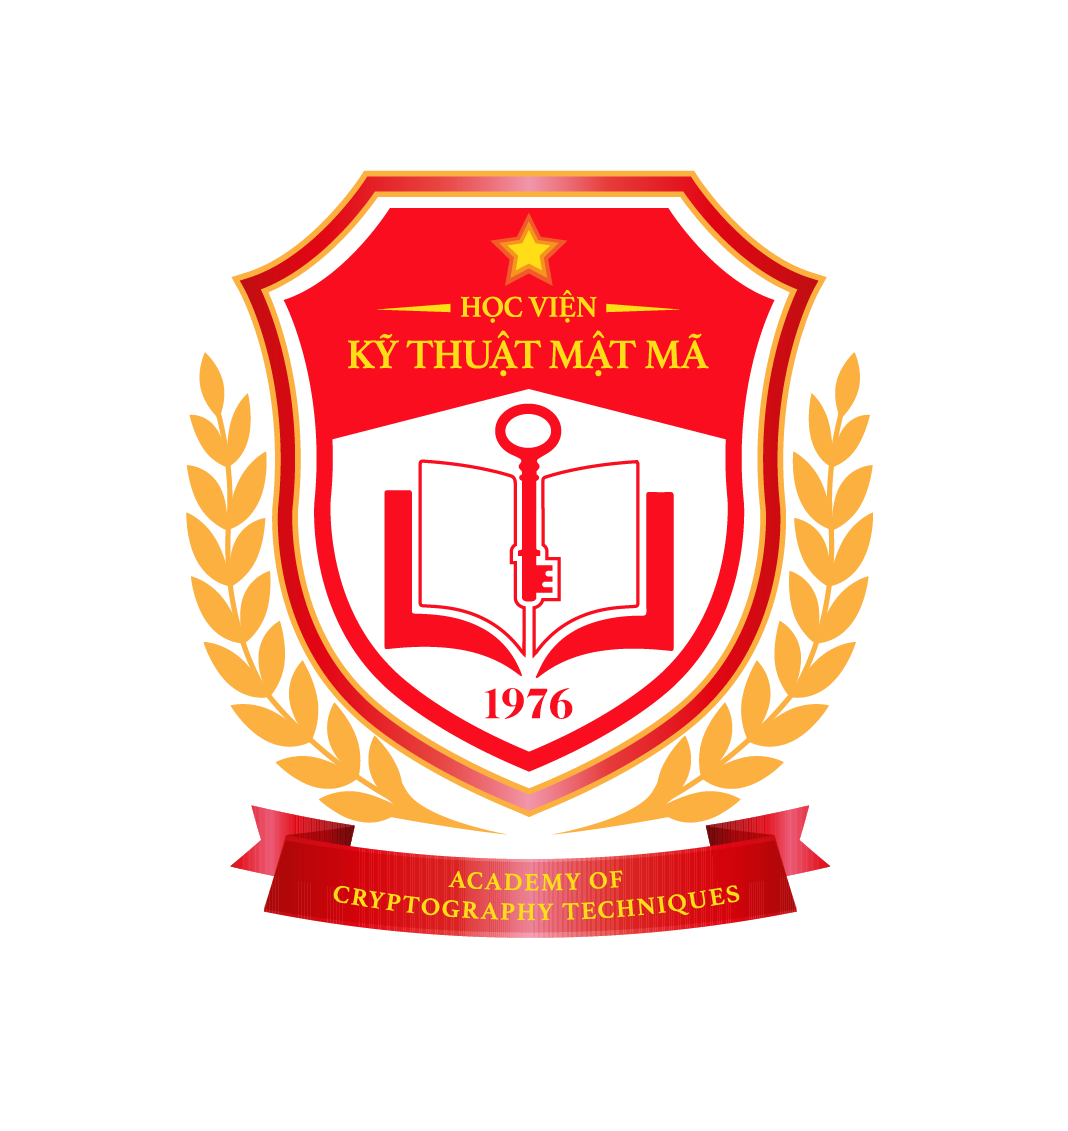 HỌC VIỆN
KỸ THUẬT MẬT MÃ
1976
ACADEMY OF
CRYPTOGRAPHY TECHNIQUES